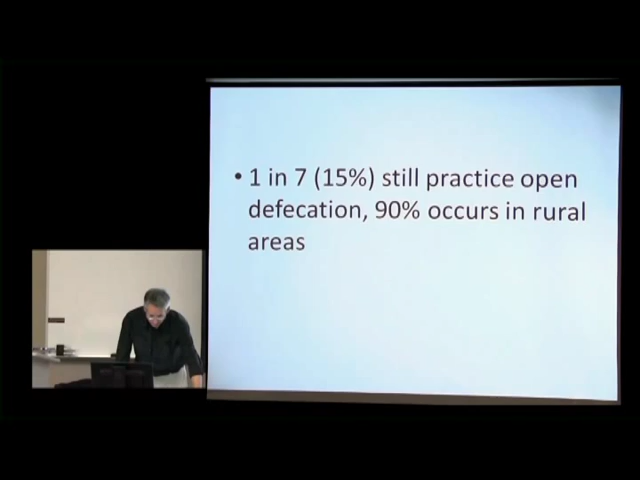 • 1 in 7 (15%) still practice open
defecation, 90% occurs in rural
areas